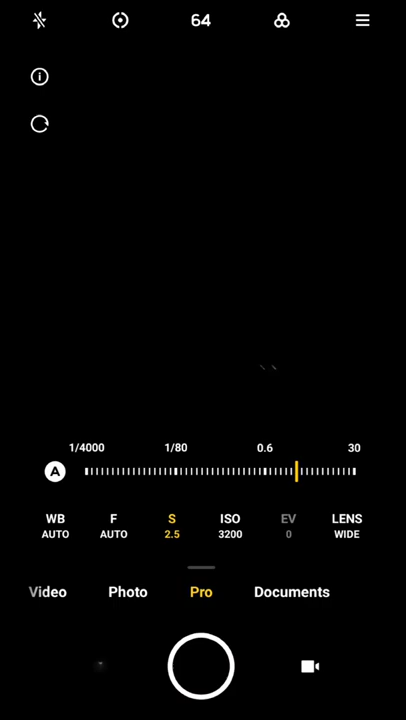 64
i
1/4000 1/80 0.6 30
A
WB F S ISO EV LENS
AUTO AUTO 2.5 3200 0 WIDE
Video Photo Pro Documents